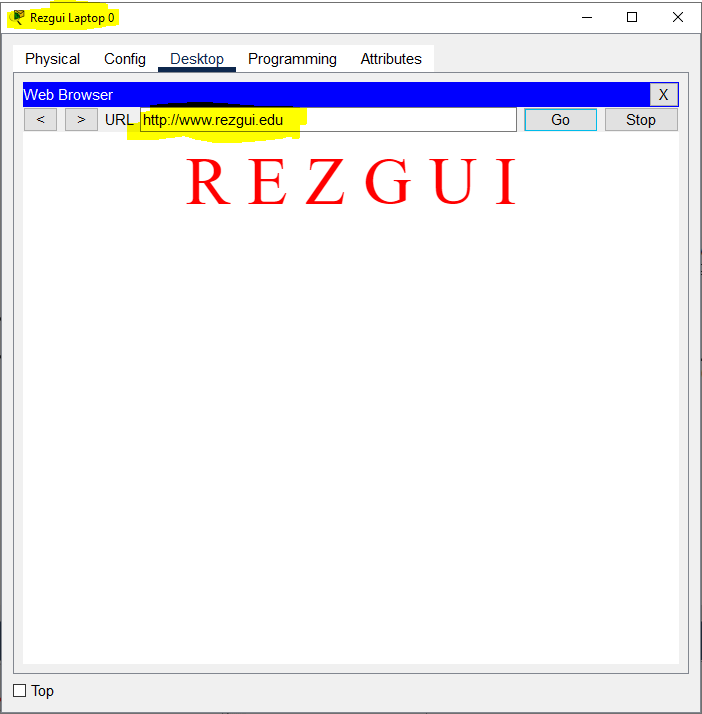 Rezgui Laptop 0
Physical Config Desktop Programming Attributes
Web Browser X
< > URL http://www.rezgui.edu Go Stop
R E Z G U I
Top